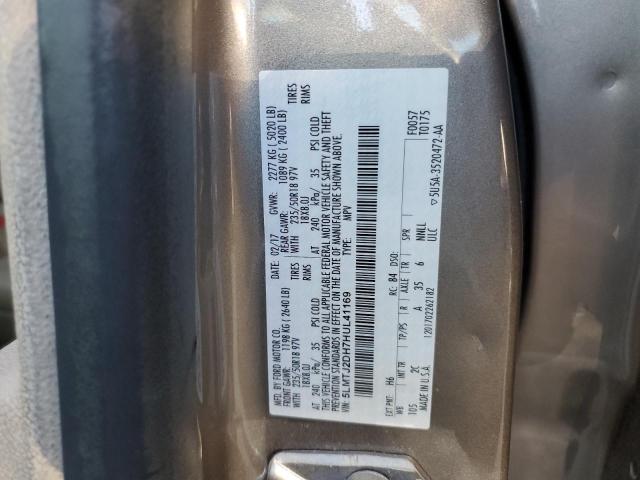 MFD. BY FORD MOTOR CO.
DATE: 02/17 GVWR: 2277 KG ( 5020 LB)
FRONT GAWR: 1198 KG ( 2640 LB) REAR GAWR: 1089 KG ( 2400 LB)
WITH 235/50R18 97V TIRES WITH 235/50R18 97V TIRES
18X8.0J RIMS 18X8.0J RIMS
AT 240 kPa/ 35 PSI COLD AT 240 kPa/ 35 PSI COLD
THIS VEHICLE CONFORMS TO ALL APPLICABLE FEDERAL MOTOR VEHICLE SAFETY AND THEFT
PREVENTION STANDARDS IN EFFECT ON THE DATE OF MANUFACTURE SHOWN ABOVE.
VIN: 5LMTJ2DH7HUL41169 TYPE: MPV
F0057
T0175
EXT PNT: H6 RC: 84 DSO:
WB INT TR TP/PS R AXLE TR SPR
105 2C A 35 6 NNLL
ULC
▽5U5A-3520472-AA
MADE IN U.S.A. 1201702262182